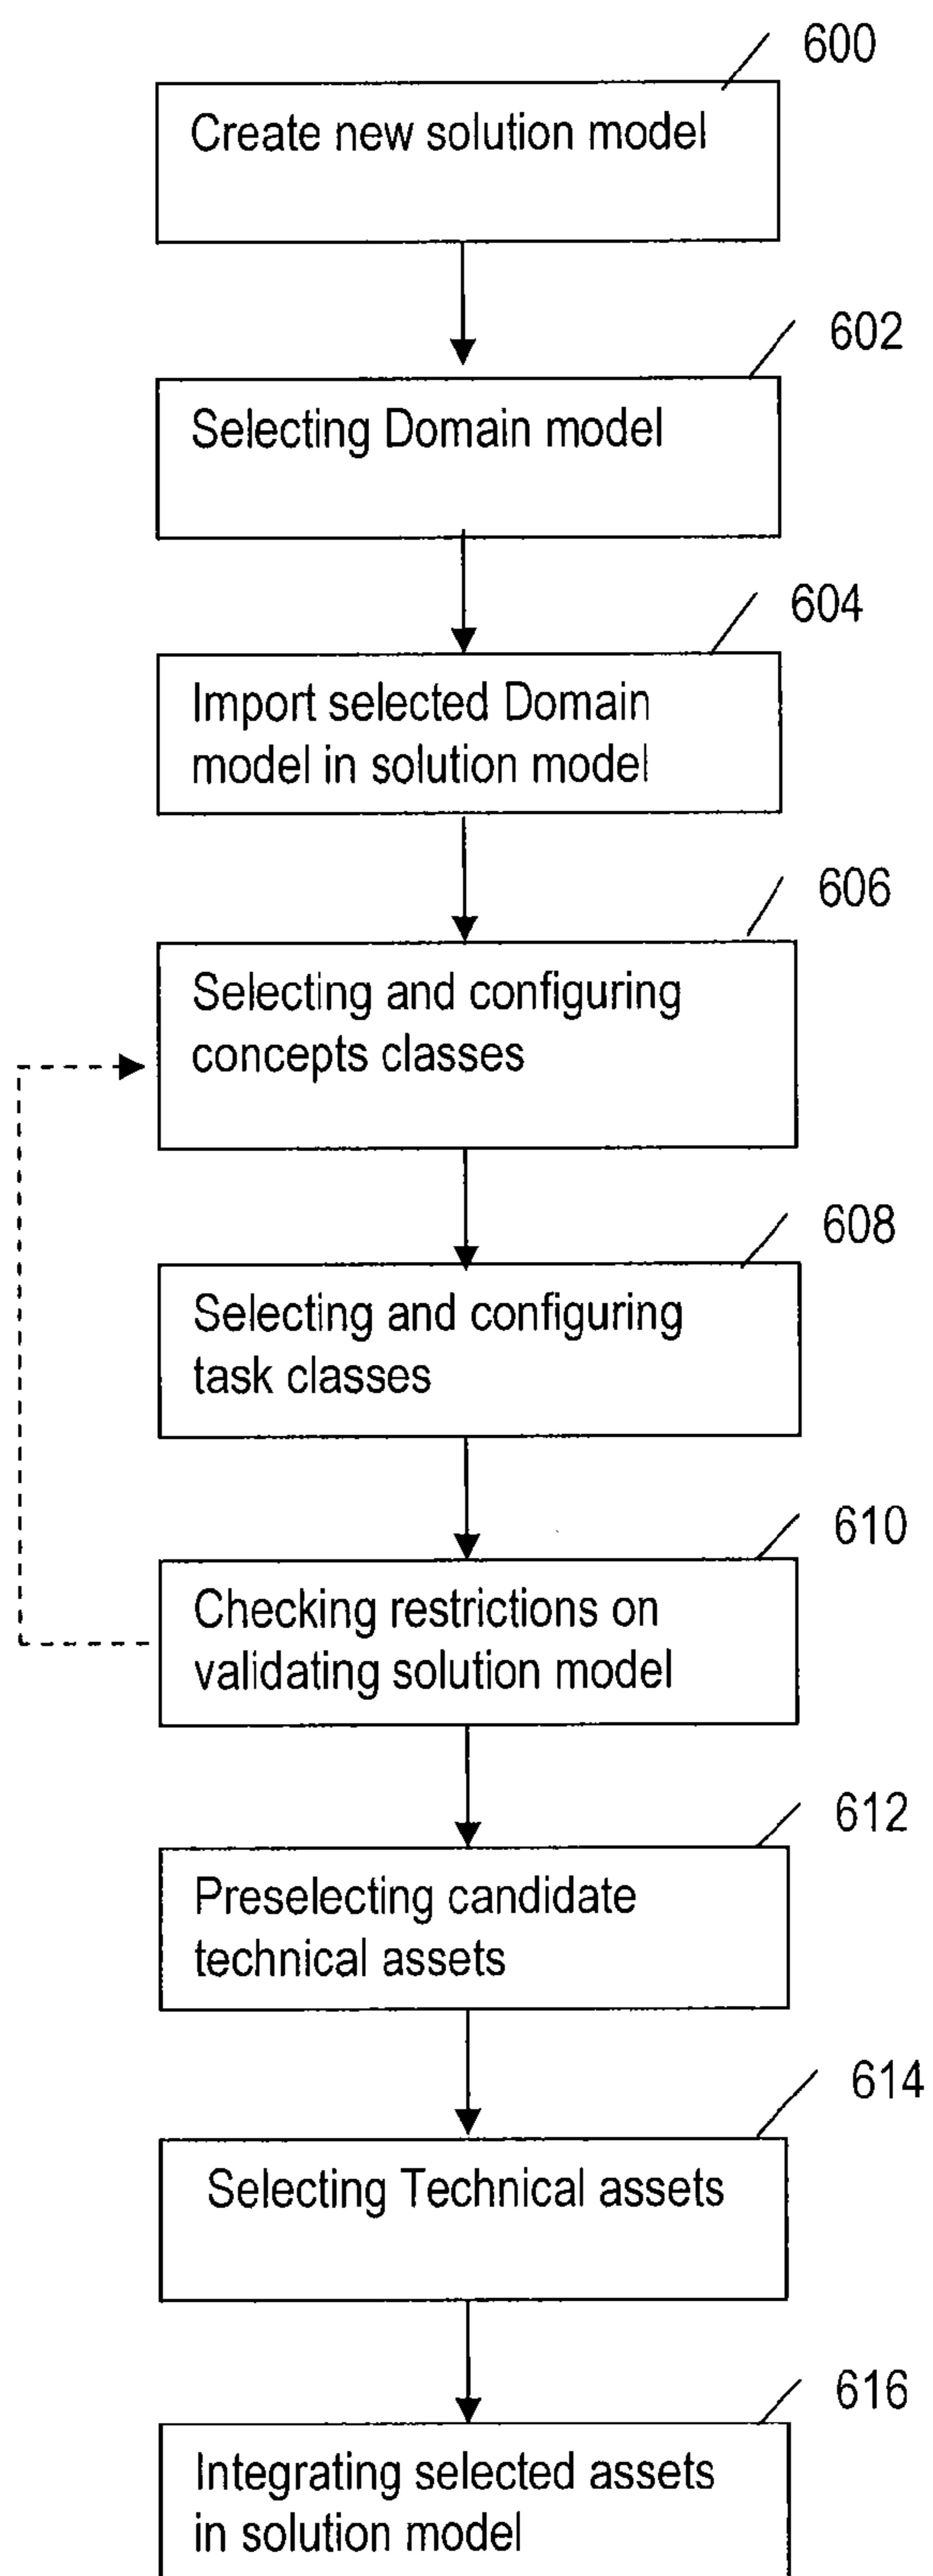 600
Create new solution model
602
Selecting Domain model
604
Import selected Domain
model in solution model
606
Selecting and configuring
concepts classes
608
Selecting and configuring
task classes
610
Checking restrictions on
validating solution model
612
Preselecting candidate
technical assets
614
Selecting Technical assets
616
Integrating selected assets
in solution model